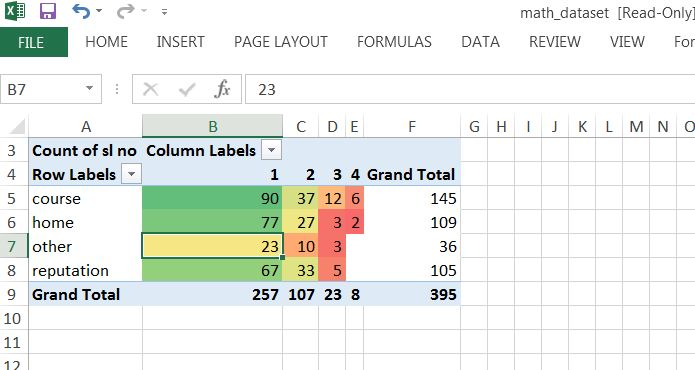 math_dataset [Read-Only]
FILE HOME INSERT PAGE LAYOUT FORMULAS DATA REVIEW VIEW For
B7 fx 23
A B C D E F G H I J K L M N O
3 Count of sl no Column Labels
4 Row Labels 1 2 3 4 Grand Total
5 course 90 37 12 6 145
6 home 77 27 3 2 109
7 other 23 10 3 36
8 reputation 67 33 5 105
9 Grand Total 257 107 23 8 395
10
11
12